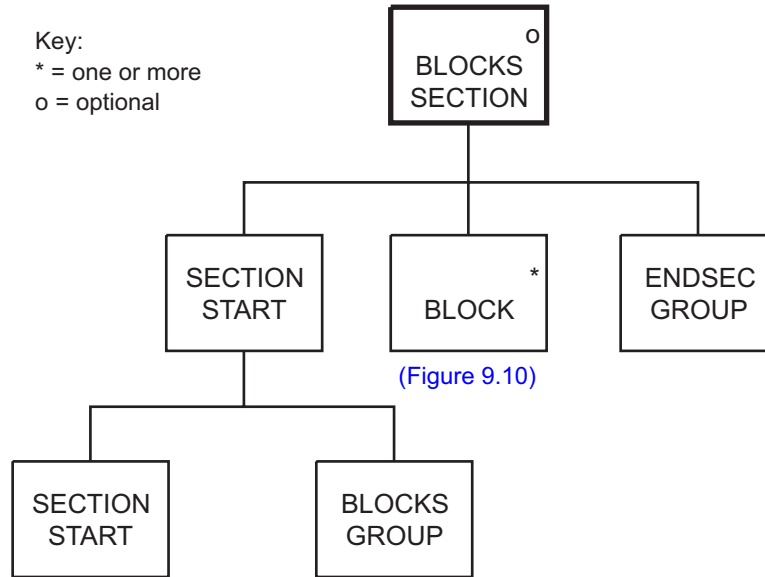 Key:
* = one or more
o = optional
o
BLOCKS
SECTION
SECTION
START
*
BLOCK
(Figure 9.10)
ENDSEC
GROUP
SECTION
START
BLOCKS
GROUP